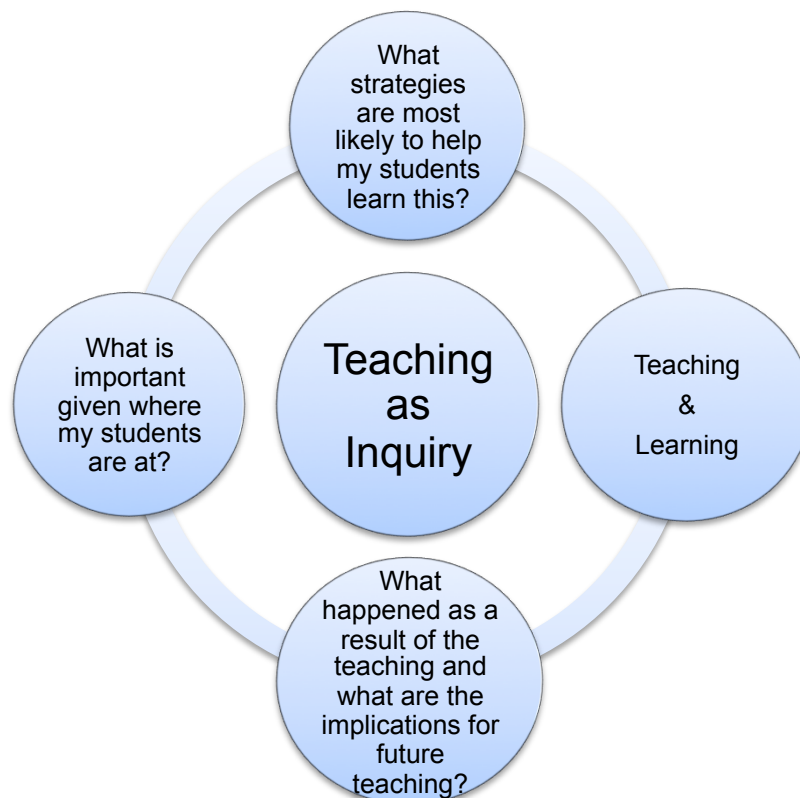 What
strategies
are most
likely to help
my students
learn this?
What is
important
given where
my students
are at?
Teaching
as
Inquiry
Teaching
&
Learning
What
happened as a
result of the
teaching and
what are the
implications for
future
teaching?